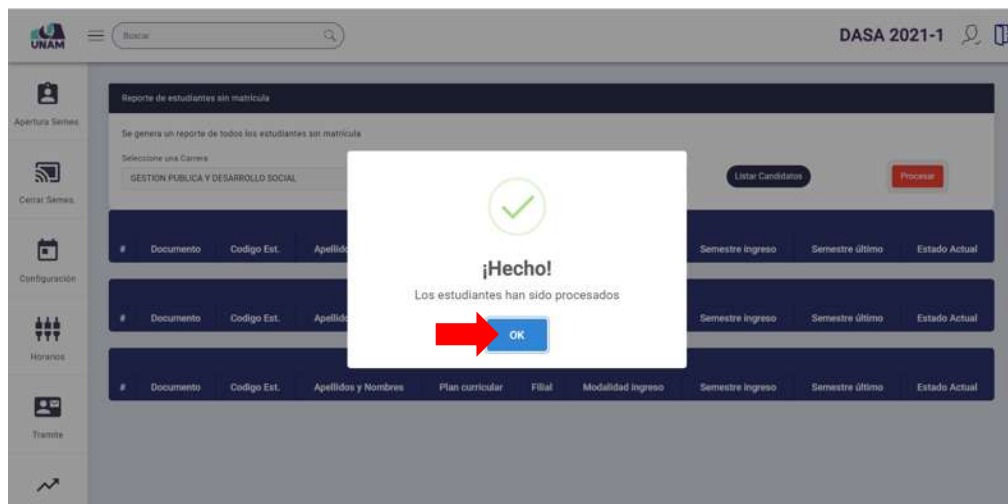 UNAM
Buscar
DASA 2021-1
Apertura Semes.
Cerrar Semes.
Configuración
Horarios
Tramite
Reporte de estudiantes sin matrícula
Se genera un reporte de todos los estudiantes sin matrícula
Seleccione una Carrera
GESTION PUBLICA Y DESARROLLO SOCIAL
Listar Candidatos
Procesar
# Documento Codigo Est. Apellido Semestre ingreso Semestre último Estado Actual
¡Hecho!
Los estudiantes han sido procesados
OK
# Documento Codigo Est. Apellido Semestre ingreso Semestre último Estado Actual
# Documento Codigo Est. Apellidos y Nombres Plan curricular Filial Modalidad ingreso Semestre ingreso Semestre último Estado Actual